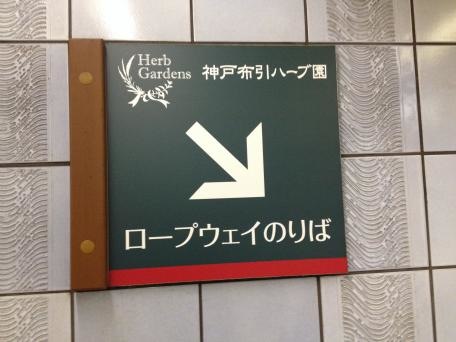 Herb
Gardens
神戸布引ハーブ園
ロープウェイのりば